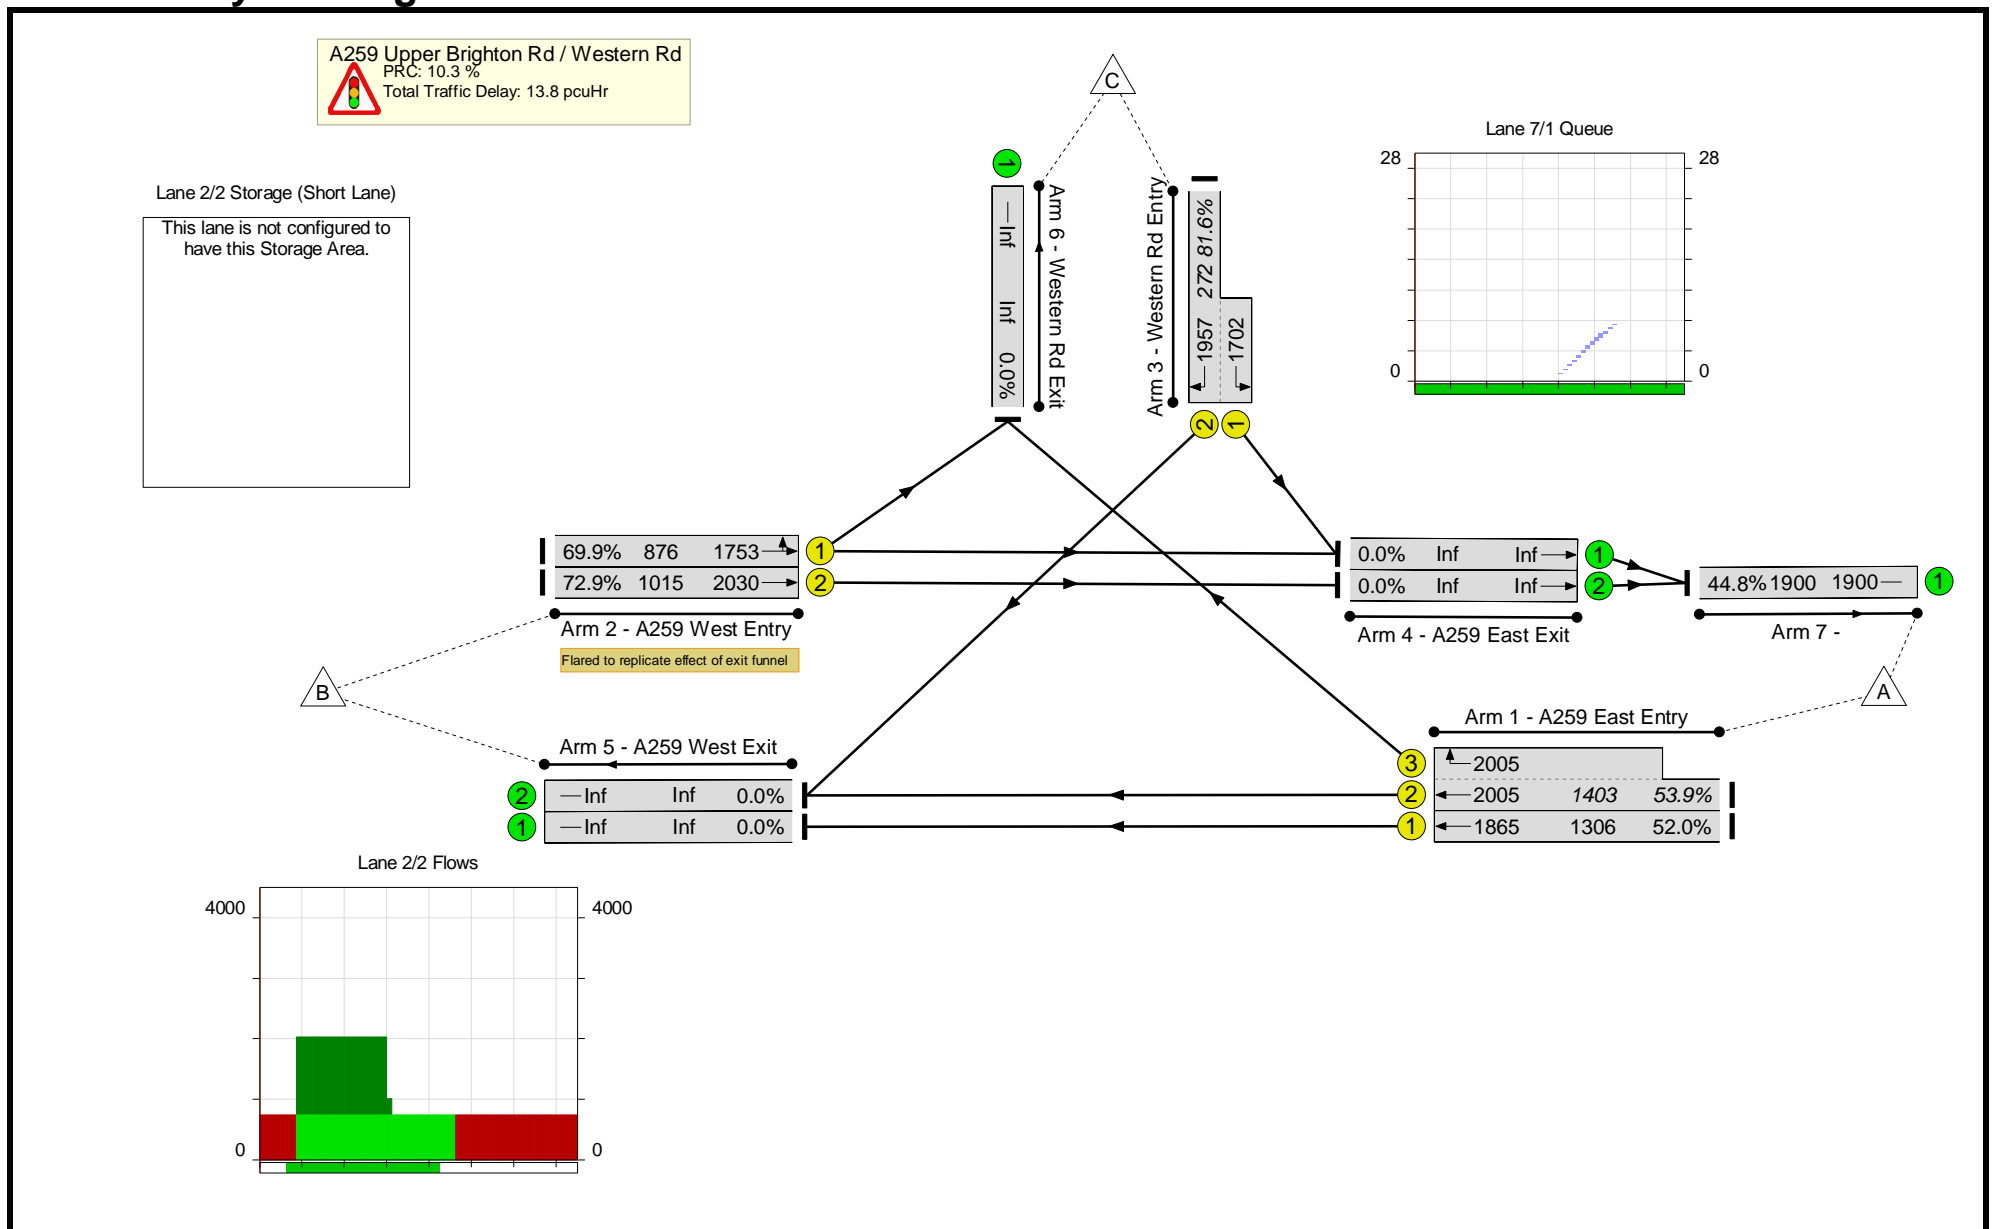 A259 Upper Brighton Rd / Western Rd
PRC: 10.3 %
Total Traffic Delay: 13.8 pcuHr
C
Lane 7/1 Queue
28
28
0
0
Lane 2/2 Storage (Short Lane)
This lane is not configured to
have this Storage Area.
1
Inf Inf 0.0%
Arm 6 - Western Rd Exit
Arm 3 - Western Rd Entry
1957 272 81.6%
1702
2
1
69.9% 876 1753
1
72.9% 1015 2030
2
Arm 2 - A259 West Entry
Flared to replicate effect of exit funnel
0.0% Inf Inf
1
0.0% Inf Inf
2
Arm 4 - A259 East Exit
44.8% 1900 1900
1
Arm 7 -
B
A
Arm 5 - A259 West Exit
2
Inf Inf 0.0%
1
Inf Inf 0.0%
Arm 1 - A259 East Entry
3
2005
2
2005 1403 53.9%
1
1865 1306 52.0%
Lane 2/2 Flows
4000
4000
0
0